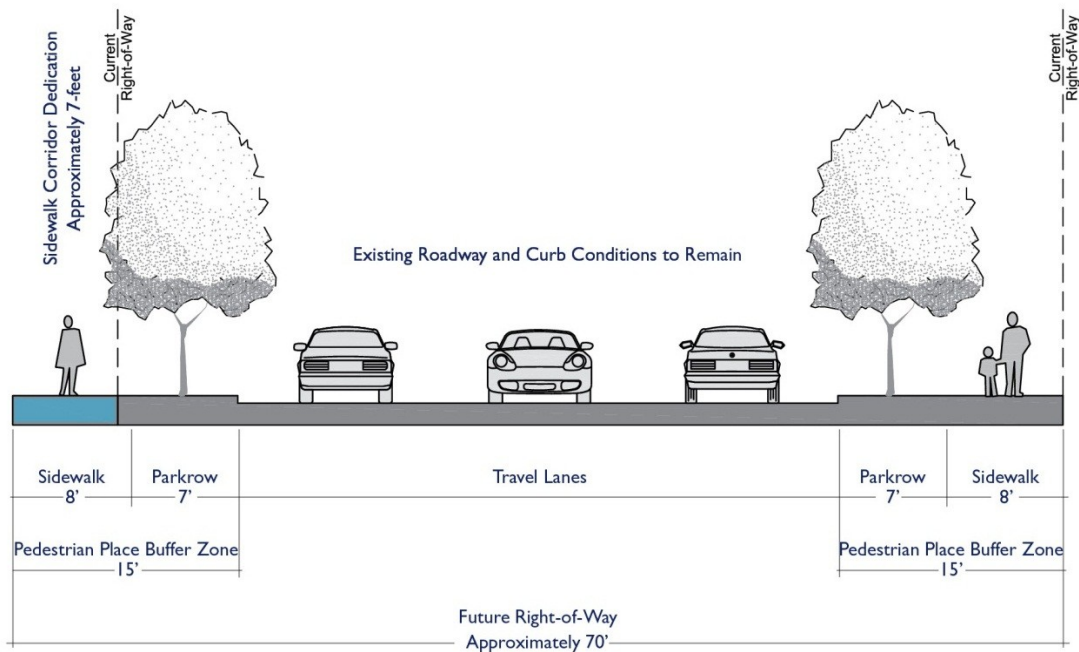 Sidewalk Corridor Dedication
Approximately 7-feet
Current
Right-of-Way
Current
Right-of-Way
Existing Roadway and Curb Conditions to Remain
Sidewalk
8'
Parkrow
7'
Travel Lanes
Parkrow
7'
Sidewalk
8'
Pedestrian Place Buffer Zone
15'
Pedestrian Place Buffer Zone
15'
Future Right-of-Way
Approximately 70'